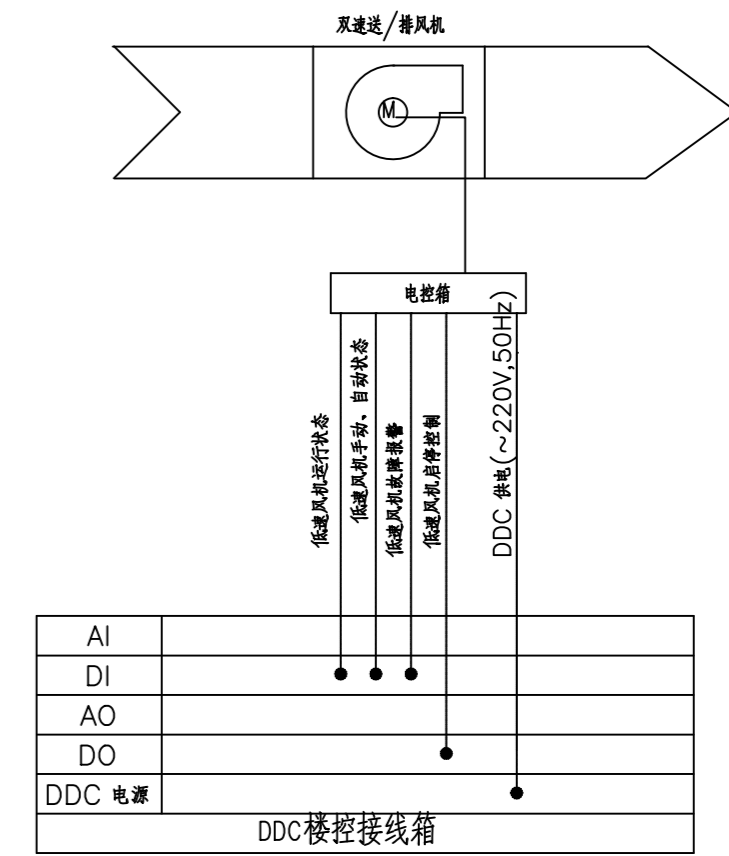 双速送/排风机
M
电控箱
低速风机运行状态
低速风机手动、自动状态
低速风机故障报警
低速风机启停控制
DDC 供电(~220V,50Hz)
AI
DI
AO
DO
DDC 电源
DDC楼控接线箱